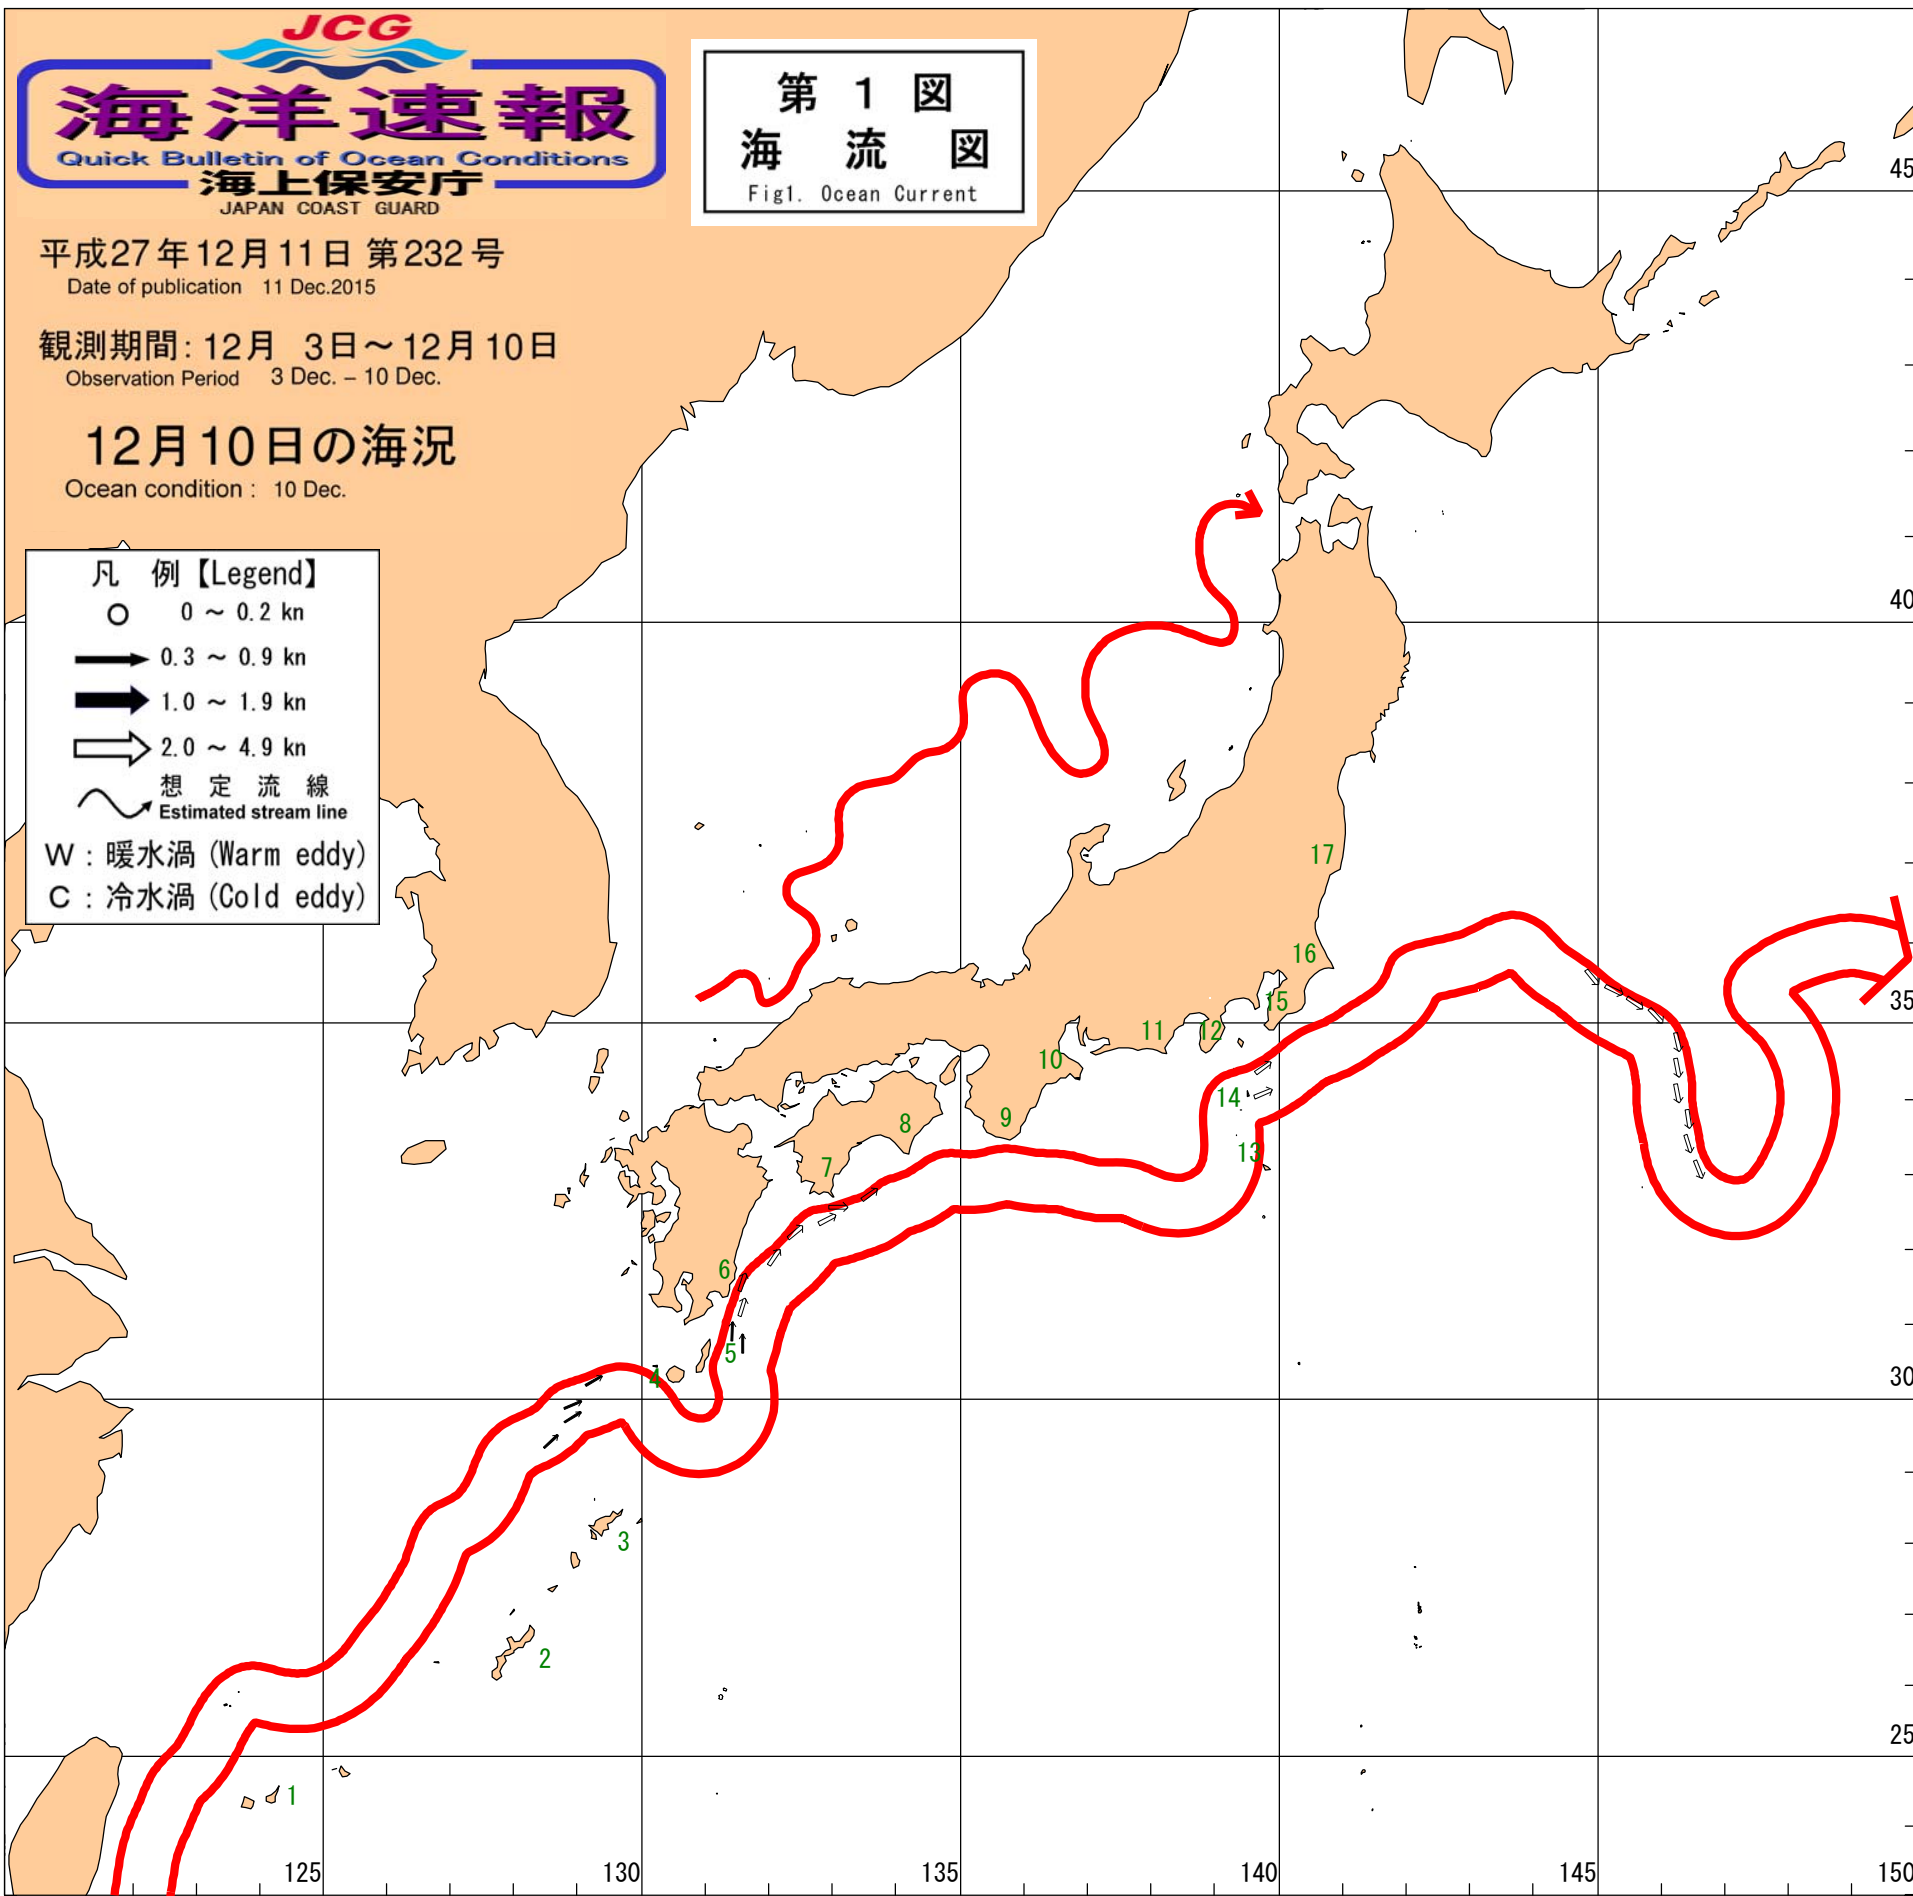 JCG
海洋速報
Quick Bulletin of Ocean Conditions
海上保安庁
JAPAN COAST GUARD
第 1 図
海 流 図
Fig1. Ocean Current
平成27年12月11日 第232号
Date of publication 11 Dec.2015
観測期間: 12月 3日～12月10日
Observation Period 3 Dec. – 10 Dec.
12月10日の海況
Ocean condition : 10 Dec.
凡 例【Legend】
0 ～ 0.2 kn
0.3 ～ 0.9 kn
1.0 ～ 1.9 kn
2.0 ～ 4.9 kn
想 定 流 線
Estimated stream line
W : 暖水渦 (Warm eddy)
C : 冷水渦 (Cold eddy)
45
40
17
16
35
15
12
11
10
14
9
8
13
7
6
5
4
30
3
2
25
1
125
130
135
140
145
150